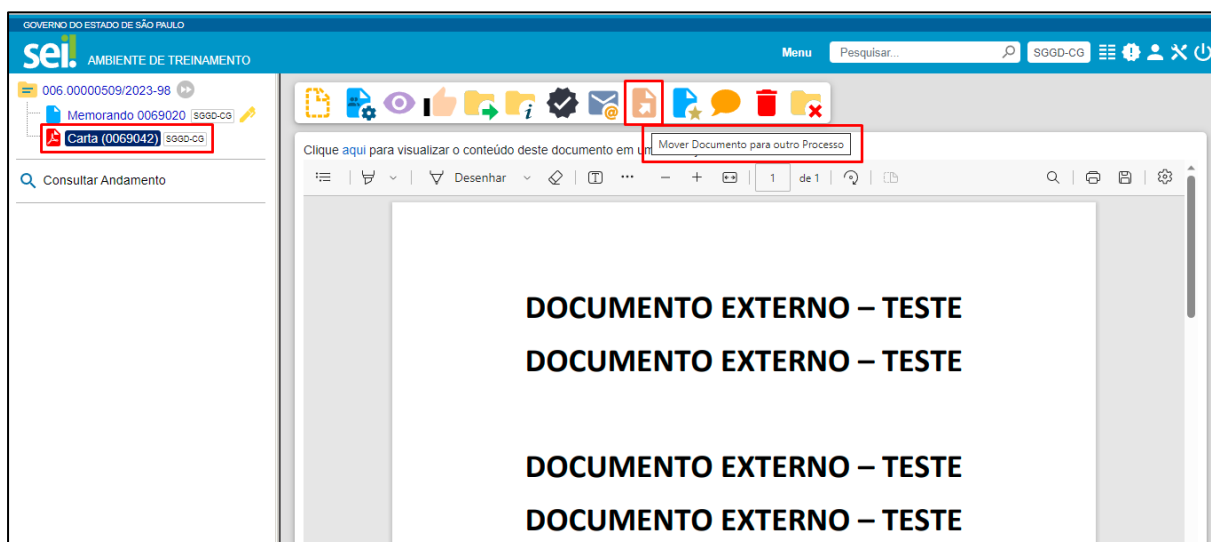 GOVERNO DO ESTADO DE SÃO PAULO
sei! AMBIENTE DE TREINAMENTO
Menu Pesquisar... SGGD-CG
006.00000509/2023-98
Memorando 0069020 SGGD-CG
Carta (0069042) SGGD-CG
Consultar Andamento
Clique aqui para visualizar o conteúdo deste documento em
Mover Documento para outro Processo
Desenhar 1 de 1
DOCUMENTO EXTERNO – TESTE
DOCUMENTO EXTERNO – TESTE
DOCUMENTO EXTERNO – TESTE
DOCUMENTO EXTERNO – TESTE